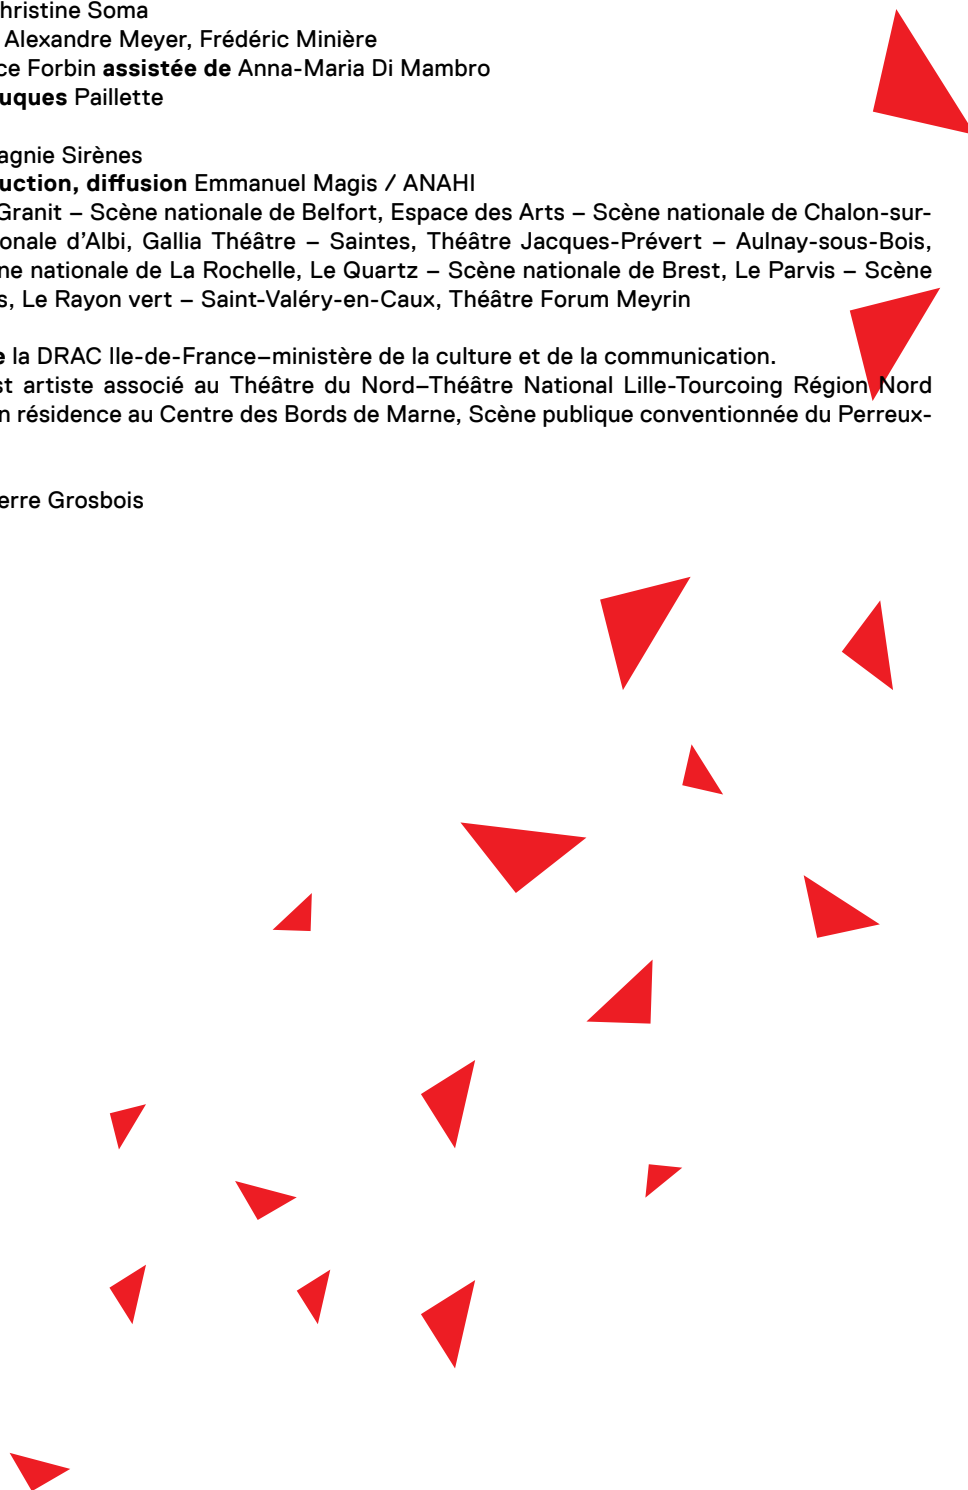 hristine Soma
Alexandre Meyer, Frédéric Minière
ce Forbin assistée de Anna-Maria Di Mambro
uques Paillette
agnie Sirènes
uction, diffusion Emmanuel Magis / ANAHI
Granit – Scène nationale de Belfort, Espace des Arts – Scène nationale de Chalon-sur-
onale d’Albi, Gallia Théâtre – Saintes, Théâtre Jacques-Prévert – Aulnay-sous-Bois,
ne nationale de La Rochelle, Le Quartz – Scène nationale de Brest, Le Parvis – Scène
s, Le Rayon vert – Saint-Valéry-en-Caux, Théâtre Forum Meyrin
e la DRAC Ile-de-France–ministère de la culture et de la communication.
st artiste associé au Théâtre du Nord–Théâtre National Lille-Tourcoing Région Nord
n résidence au Centre des Bords de Marne, Scène publique conventionnée du Perreux-
erre Grosbois